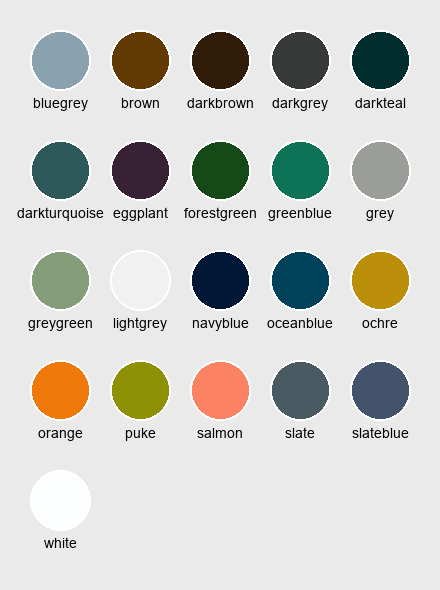 bluegrey brown darkbrown darkgrey darkteal
darkturquoise eggplant forestgreen greenblue grey
greygreen lightgrey navyblue oceanblue ochre
orange puke salmon slate slateblue
white